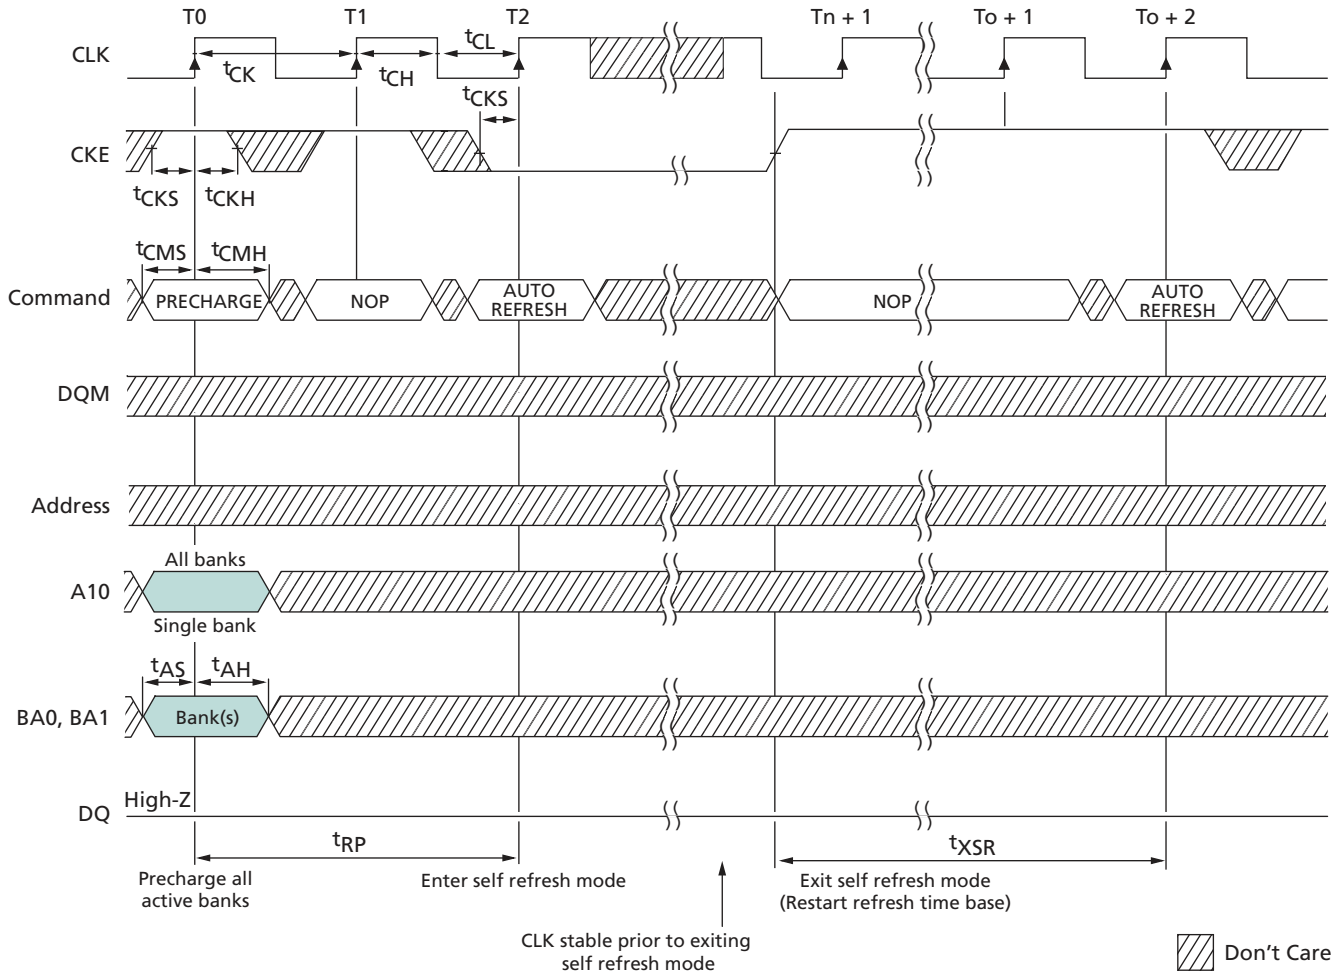 T0 T1 T2 Tn + 1 To + 1 To + 2
CLK
tCK tCH tCL
tCKS
CKE
tCKS tCKH
tCMS tCMH
Command PRECHARGE NOP AUTO REFRESH NOP AUTO REFRESH
DQM
Address
All banks
A10
Single bank
tAS tAH
BA0, BA1 Bank(s)
High-Z
DQ
tRP tXSR
Precharge all
active banks
Enter self refresh mode
Exit self refresh mode
(Restart refresh time base)
CLK stable prior to exiting
self refresh mode
Don't Care